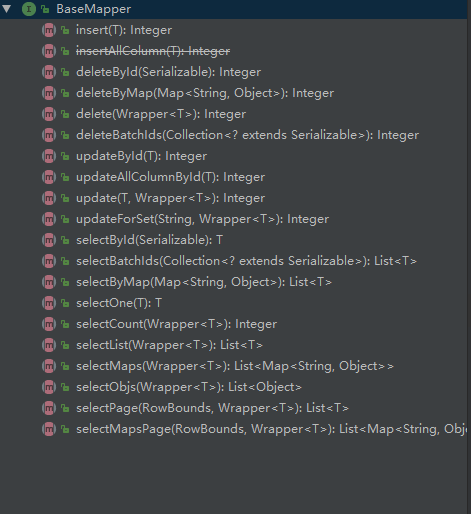 BaseMapper
insert(T): Integer
insertAllColumn(T): Integer
deleteById(Serializable): Integer
deleteByMap(Map<String, Object>): Integer
delete(Wrapper<T>): Integer
deleteBatchIds(Collection<? extends Serializable>): Integer
updateById(T): Integer
updateAllColumnById(T): Integer
update(T, Wrapper<T>): Integer
updateForSet(String, Wrapper<T>): Integer
selectById(Serializable): T
selectBatchIds(Collection<? extends Serializable>): List<T>
selectByMap(Map<String, Object>): List<T>
selectOne(T): T
selectCount(Wrapper<T>): Integer
selectList(Wrapper<T>): List<T>
selectMaps(Wrapper<T>): List<Map<String, Object>>
selectObjs(Wrapper<T>): List<Object>
selectPage(RowBounds, Wrapper<T>): List<T>
selectMapsPage(RowBounds, Wrapper<T>): List<Map<String, Obj